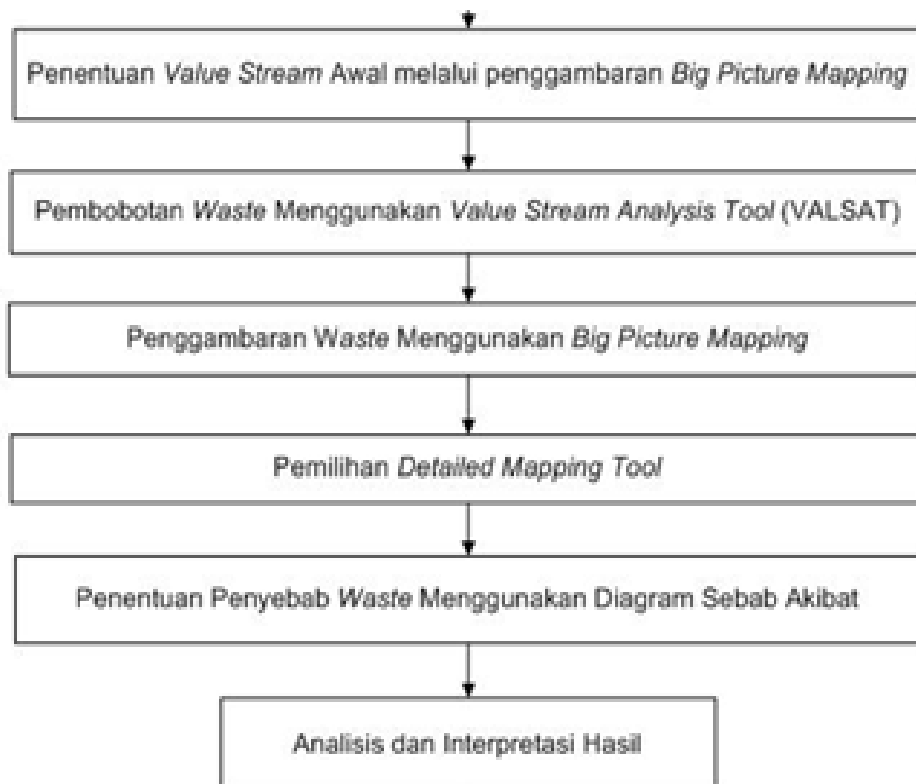 Penentuan Value Stream Awal melalui penggambaran Big Picture Mapping
Pembobotan Waste Menggunakan Value Stream Analysis Tool (VALSAT)
Penggambaran Waste Menggunakan Big Picture Mapping
Pemilihan Detailed Mapping Tool
Penentuan Penyebab Waste Menggunakan Diagram Sebab Akibat
Analisis dan Interpretasi Hasil